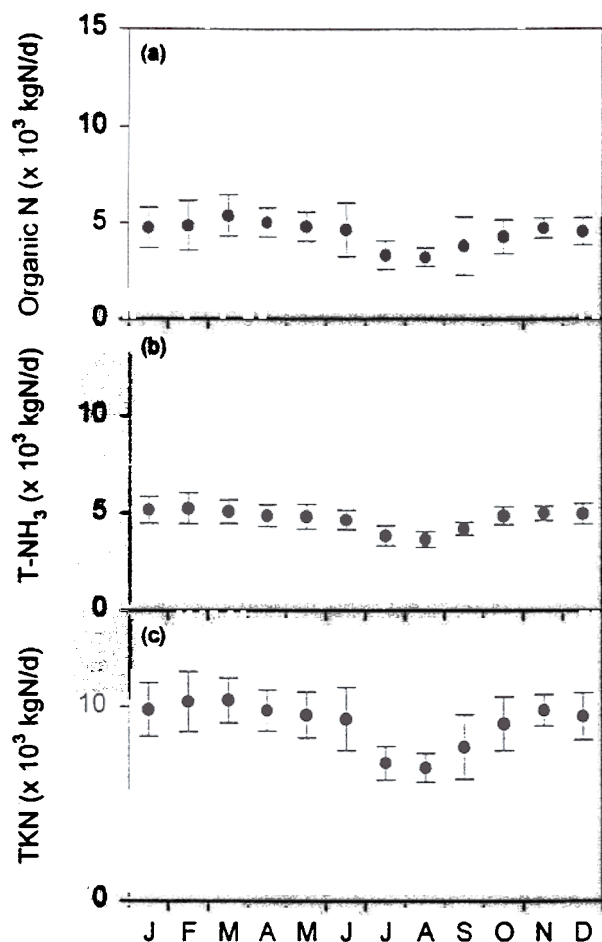 15
(a)
10
5
0
Organic N (x 10³ kgN/d)
(b)
10
5
0
T-NH₃ (x 10³ kgN/d)
(c)
10
0
TKN (x 10³ kgN/d)
J F M A M J J A S O N D